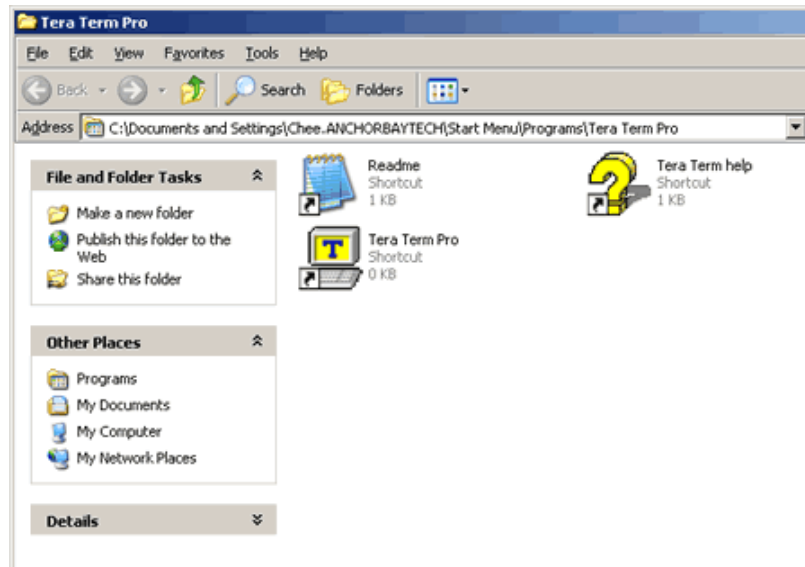 Tera Term Pro
File Edit View Favorites Tools Help
Back Search Folders
Address C:\Documents and Settings\Chee.ANCHORBAYTECH\Start Menu\Programs\Tera Term Pro
File and Folder Tasks
Make a new folder
Publish this folder to the
Web
Share this folder
Other Places
Programs
My Documents
My Computer
My Network Places
Details
Readme
Shortcut
1 KB
Tera Term help
Shortcut
1 KB
T
Tera Term Pro
Shortcut
0 KB